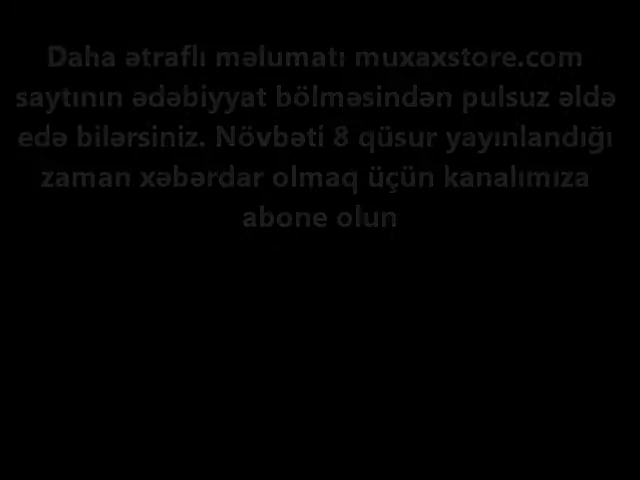 Daha ətraflı məlumatı muxaxstore.com
saytının ədəbiyyat bölməsindən pulsuz əldə
edə bilərsiniz. Növbəti 8 qüsur yayınlandığı
zaman xəbərdar olmaq üçün kanalımıza
abone olun